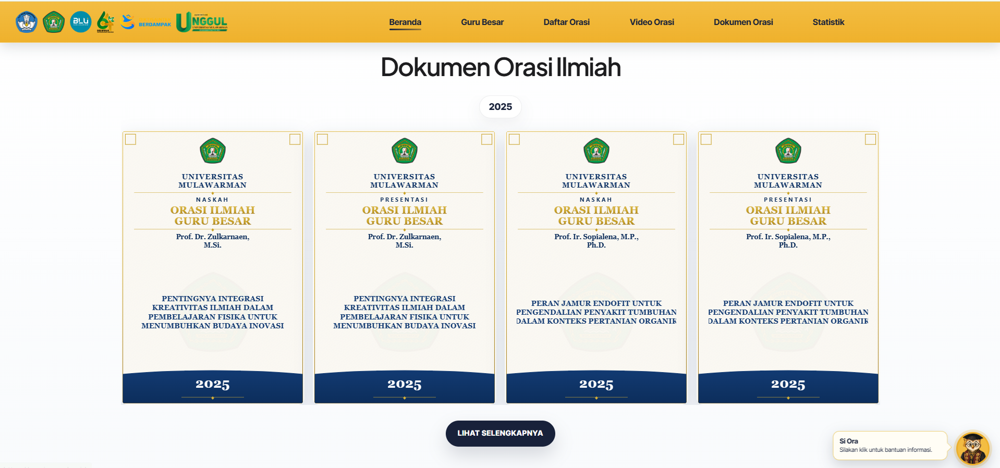 BLU
64
DIES NATALIS
BERDAMPAK
UNGGUL
UNIVERSITAS MULAWARMAN
Beranda
Guru Besar
Daftar Orasi
Video Orasi
Dokumen Orasi
Statistik
Dokumen Orasi Ilmiah
2025
UNIVERSITAS
MULAWARMAN
NASKAH
ORASI ILMIAH
GURU BESAR
Prof. Dr. Zulkarnaen,
M.Si.
PENTINGNYA INTEGRASI
KREATIVITAS ILMIAH DALAM
PEMBELAJARAN FISIKA UNTUK
MENUMBUHKAN BUDAYA INOVASI
2025
UNIVERSITAS
MULAWARMAN
PRESENTASI
ORASI ILMIAH
GURU BESAR
Prof. Dr. Zulkarnaen,
M.Si.
PENTINGNYA INTEGRASI
KREATIVITAS ILMIAH DALAM
PEMBELAJARAN FISIKA UNTUK
MENUMBUHKAN BUDAYA INOVASI
2025
UNIVERSITAS
MULAWARMAN
NASKAH
ORASI ILMIAH
GURU BESAR
Prof. Ir. Sopialena, M.P.,
Ph.D.
PERAN JAMUR ENDOFIT UNTUK
PENGENDALIAN PENYAKIT TUMBUHAN
DALAM KONTEKS PERTANIAN ORGANIK
2025
UNIVERSITAS
MULAWARMAN
PRESENTASI
ORASI ILMIAH
GURU BESAR
Prof. Ir. Sopialena, M.P.,
Ph.D.
PERAN JAMUR ENDOFIT UNTUK
PENGENDALIAN PENYAKIT TUMBUHAN
DALAM KONTEKS PERTANIAN ORGANIK
2025
LIHAT SELENGKAPNYA
Si Ora
Silakan klik untuk bantuan informasi.